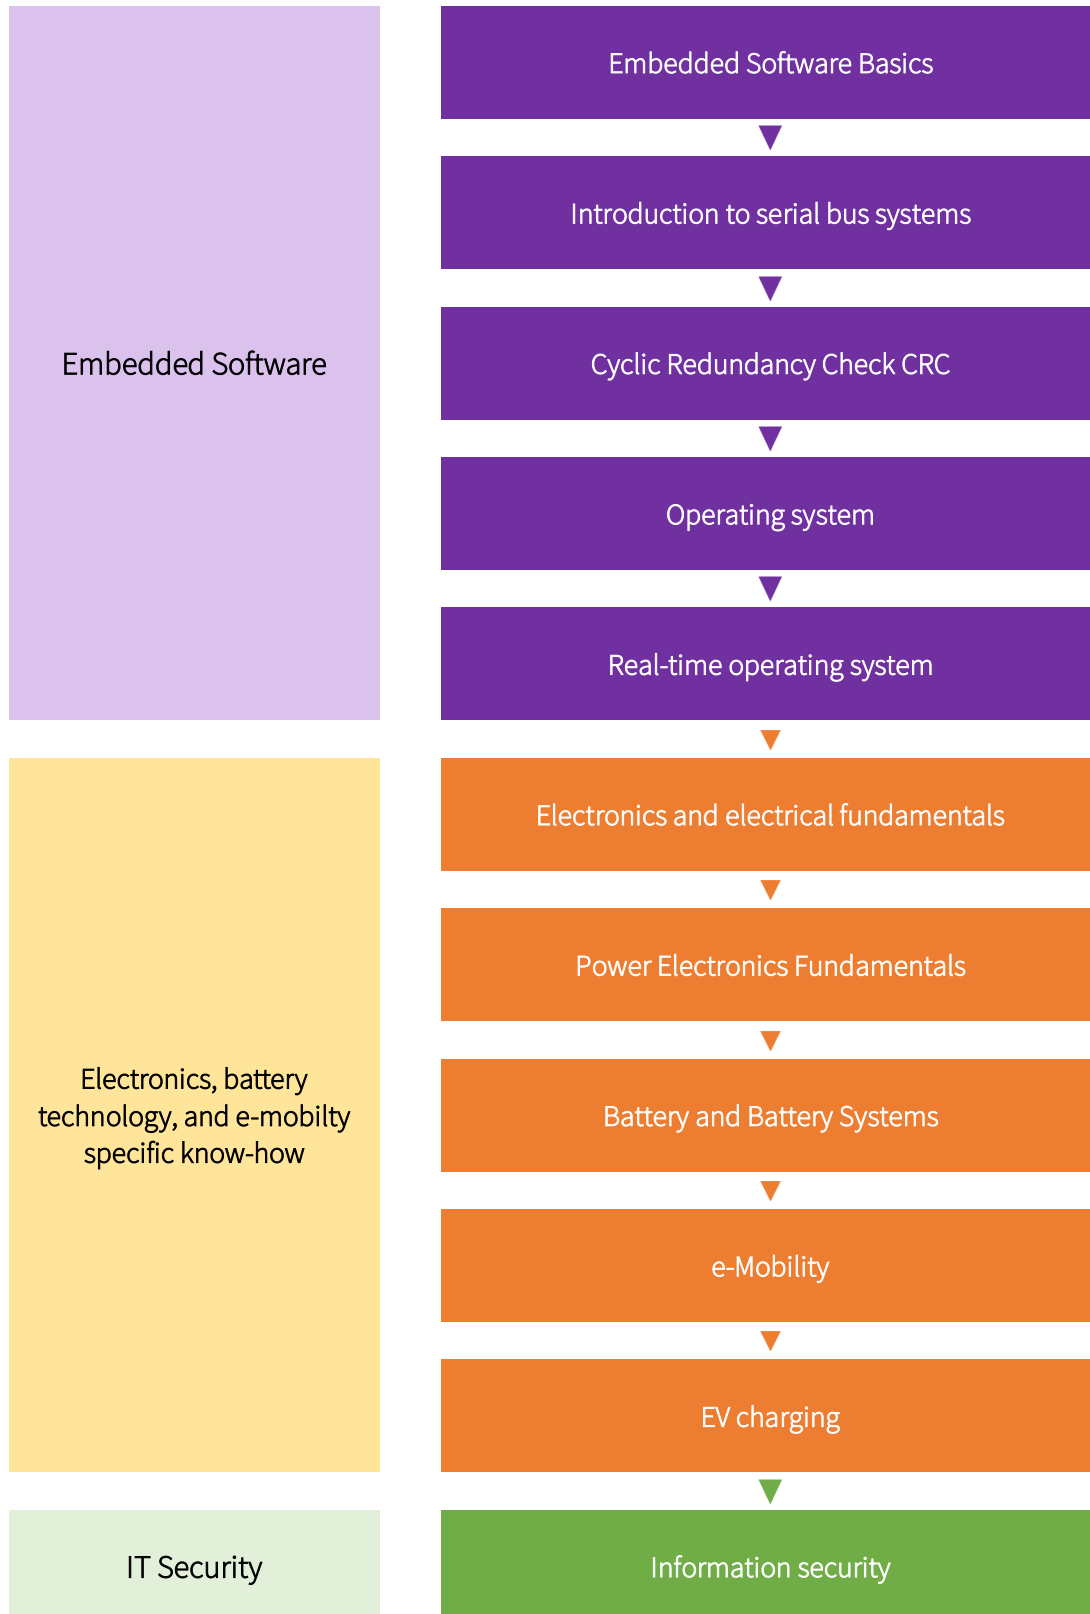 Embedded Software
Embedded Software Basics
Introduction to serial bus systems
Cyclic Redundancy Check CRC
Operating system
Real-time operating system
Electronics, battery
technology, and e-mobilty
specific know-how
Electronics and electrical fundamentals
Power Electronics Fundamentals
Battery and Battery Systems
e-Mobility
EV charging
IT Security
Information security